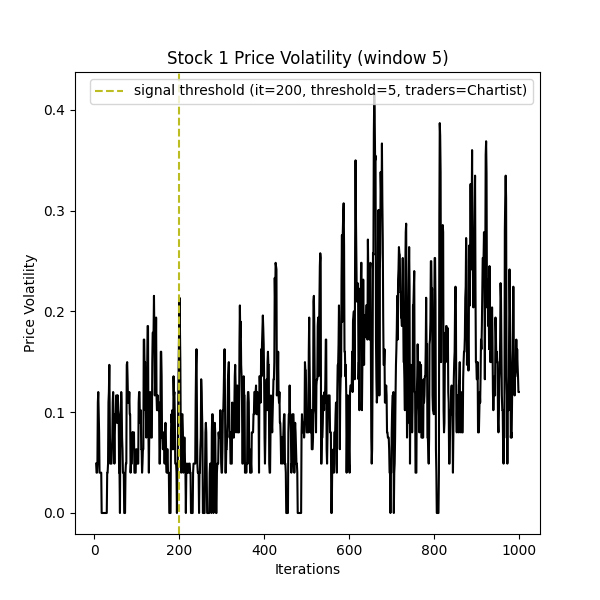 Stock 1 Price Volatility (window 5)
signal threshold (it=200, threshold=5, traders=Chartist)
Price Volatility
0.4
0.3
0.2
0.1
0.0
0 200 400 600 800 1000
Iterations